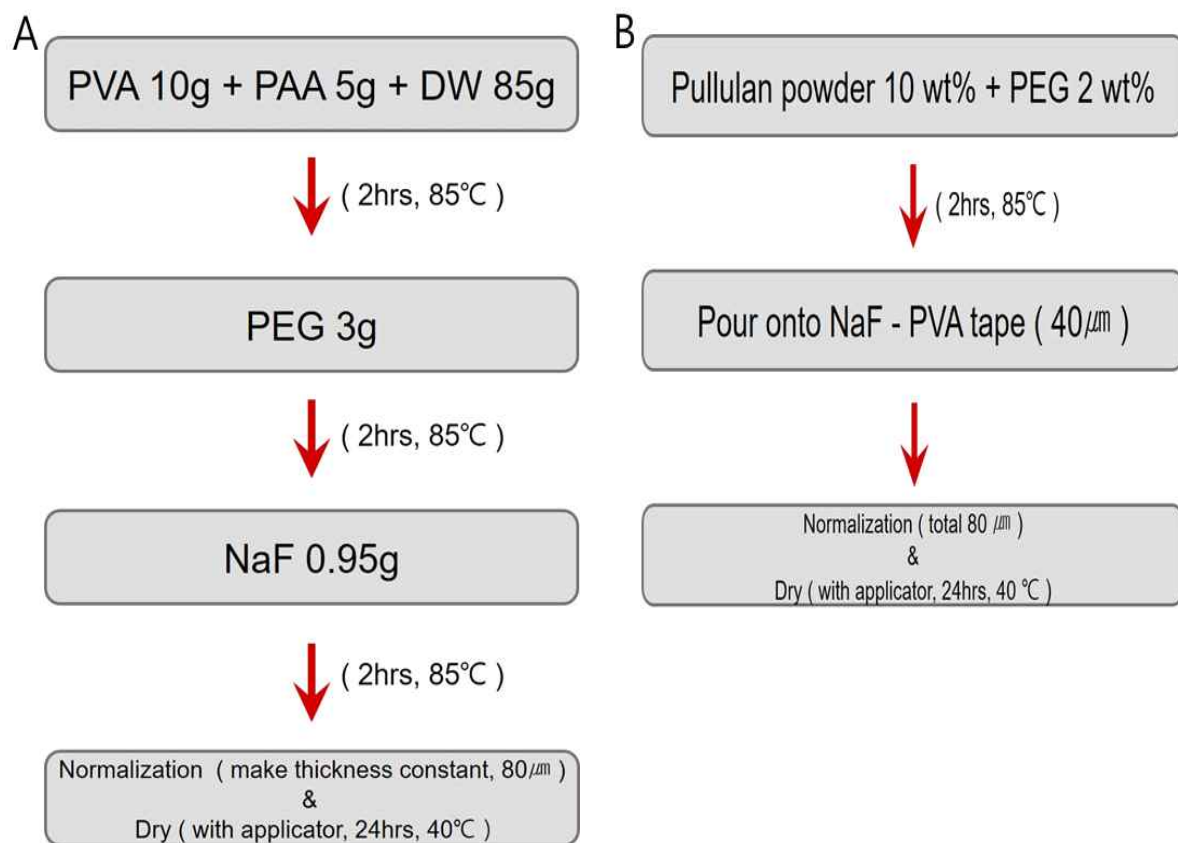 A
PVA 10g + PAA 5g + DW 85g
( 2hrs, 85℃ )
PEG 3g
( 2hrs, 85℃ )
NaF 0.95g
( 2hrs, 85℃ )
Normalization ( make thickness constant, 80㎛ )
&
Dry ( with applicator, 24hrs, 40℃ )
B
Pullulan powder 10 wt% + PEG 2 wt%
( 2hrs, 85℃ )
Pour onto NaF - PVA tape ( 40㎛ )
Normalization ( total 80 ㎛ )
&
Dry ( with applicator, 24hrs, 40 ℃ )